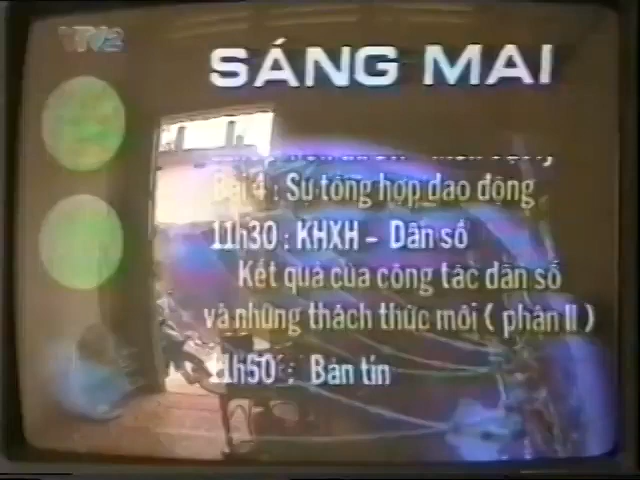 VTV2
SÁNG MAI
Bài 4 : Sự tổng hợp dao động
11h30 : KHXH - Dân số
Kết quả của công tác dân số
và những thách thức mới ( phần II )
11h50 : Bản tin